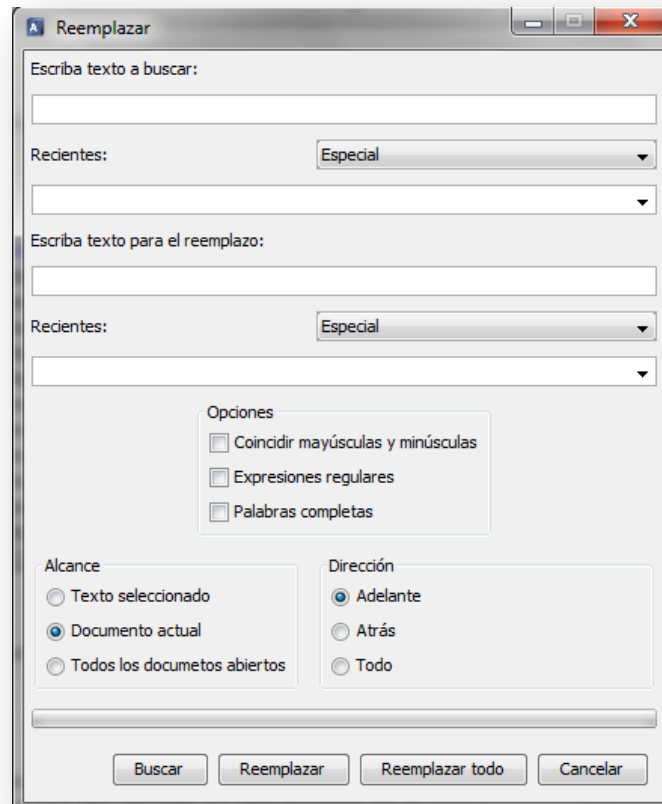 Reemplazar
Escriba texto a buscar:
Recientes: Especial
Escriba texto para el reemplazo:
Recientes: Especial
Opciones
Coincidir mayúsculas y minúsculas
Expresiones regulares
Palabras completas
Alcance
Texto seleccionado
Documento actual
Todos los documetos abiertos
Dirección
Adelante
Atrás
Todo
Buscar Reemplazar Reemplazar todo Cancelar